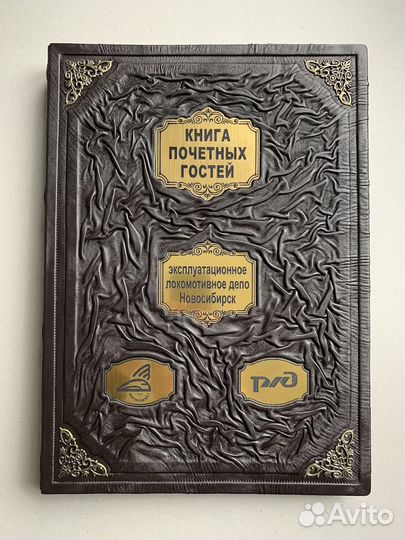 КНИГА
ПОЧЕТНЫХ
ГОСТЕЙ
эксплуатационное
локомотивное депо
Новосибирск
ржд
Avito